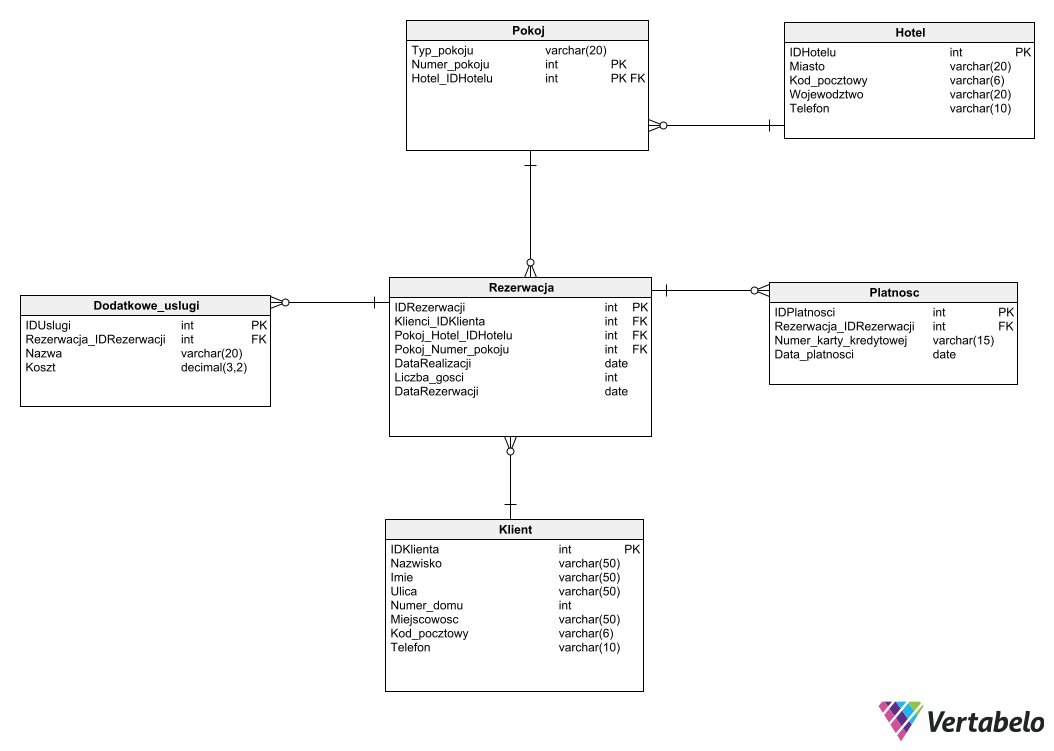 Pokoj
Typ_pokoju varchar(20)
Numer_pokoju int PK
Hotel_IDHotelu int PK FK
Hotel
IDHotelu int PK
Miasto varchar(20)
Kod_pocztowy varchar(6)
Wojewodztwo varchar(20)
Telefon varchar(10)
Dodatkowe_uslugi
IDUslugi int PK
Rezerwacja_IDRezerwacji int FK
Nazwa varchar(20)
Koszt decimal(3,2)
Rezerwacja
IDRezerwacji int PK
Klienci_IDKlienta int FK
Pokoj_Hotel_IDHotelu int FK
Pokoj_Numer_pokoju int FK
DataRealizacji date
Liczba_gosci int
DataRezerwacji date
Platnosc
IDPlatnosci int PK
Rezerwacja_IDRezerwacji int FK
Numer_karty_kredytowej varchar(15)
Data_platnosci date
Klient
IDKlienta int PK
Nazwisko varchar(50)
Imie varchar(50)
Ulica varchar(50)
Numer_domu int
Miejscowosc varchar(50)
Kod_pocztowy varchar(6)
Telefon varchar(10)
Vertabelo